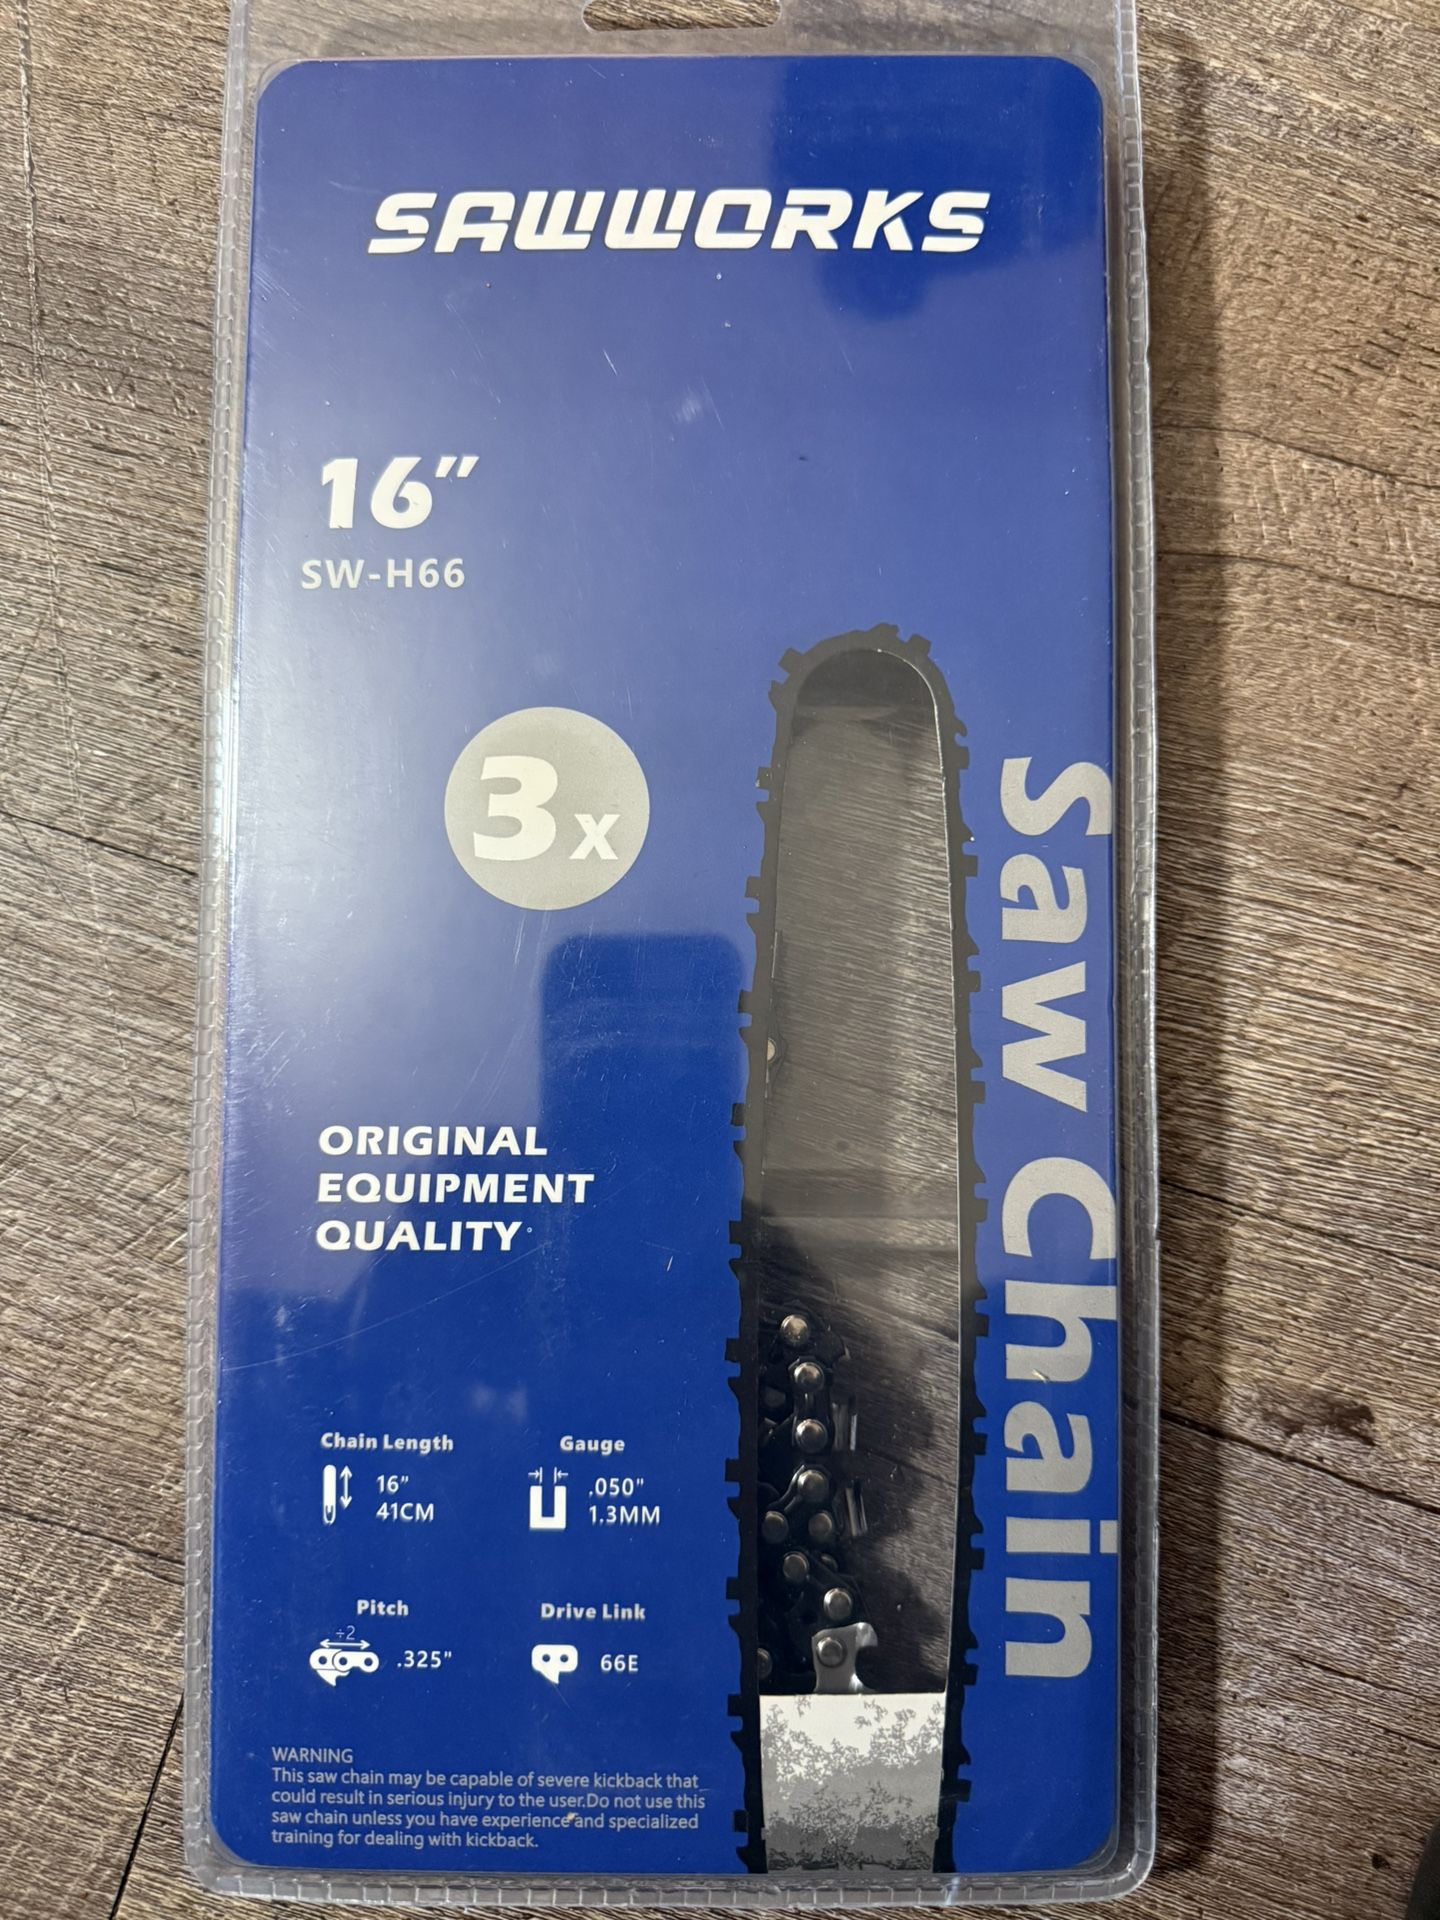 SAWWORKS
16"
SW-H66
3x
Saw Chain
ORIGINAL
EQUIPMENT
QUALITY
Chain Length
16"
41CM
Gauge
.050"
1.3MM
Pitch
÷2
.325"
Drive Link
66E
WARNING
This saw chain may be capable of severe kickback that
could result in serious injury to the user.Do not use this
saw chain unless you have experience and specialized
training for dealing with kickback.